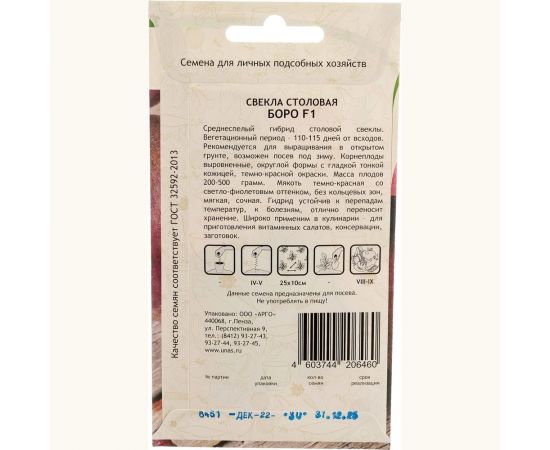 Семена для личных подсобных хозяйств
СВЕКЛА СТОЛОВАЯ
БОРО F1
Среднеспелый гибрид столовой свеклы.
Вегетационный период - 110-115 дней от всходов.
Рекомендуется для выращивания в открытом
грунте, возможен посев под зиму. Корнеплоды
выровненные, округлой формы с гладкой тонкой
кожицей, темно-красной окраски. Масса плодов
200-500 грамм. Мякоть темно-красная со
светло-фиолетовым оттенком, без кольцевых зон,
мягкая, сочная. Гидрид устойчив к перепадам
температур, к болезням, отлично переносит
хранение. Широко применим в кулинарии - для
приготовления витаминных салатов, консервации,
заготовок.
- IV-V 25x10см - VIII-IX
Данные семена предназначены для посева.
Не употреблять в пищу!
Упаковано: ООО «АРГО»
440068, г.Пенза,
ул. Перспективная 9,
тел.: (8412) 93-27-43,
93-27-44, 93-27-45,
www.unas.ru
4 603744 206460
№ партии дата упаковки кол-во семян срок реализации
-ДЕК-22- "30" 31.12.25
Качество семян соответствует ГОСТ 32592-2013